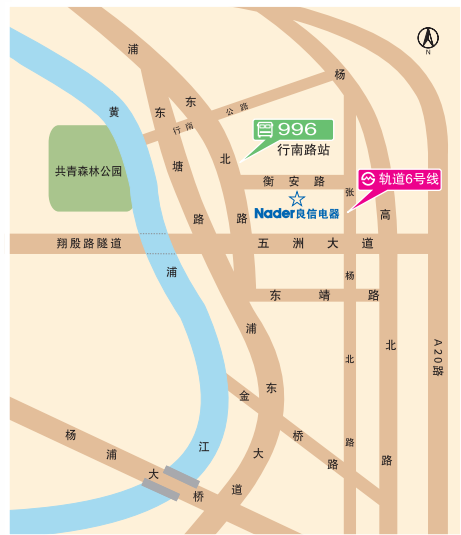 N
浦东北路
杨高北路
黄浦江
浦东大道
东塘路
行南公路
996
行南路站
共青森林公园
衡安路
轨道6号线
Nader良信电器
张杨北路
翔殷路隧道
五洲大道
东靖路
A20路
金桥路
杨浦大桥